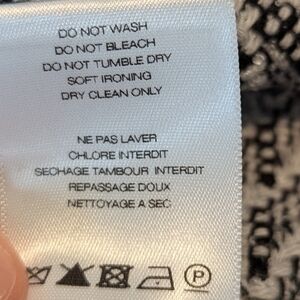 DO NOT WASH
DO NOT BLEACH
DO NOT TUMBLE DRY
SOFT IRONING
DRY CLEAN ONLY
NE PAS LAVER
CHLORE INTERDIT
SECHAGE TAMBOUR INTERDIT
REPASSAGE DOUX
NETTOYAGE A SEC
P